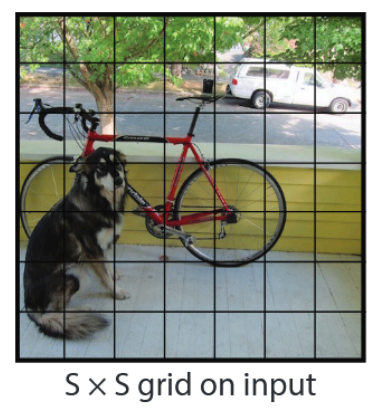 S × S grid on input